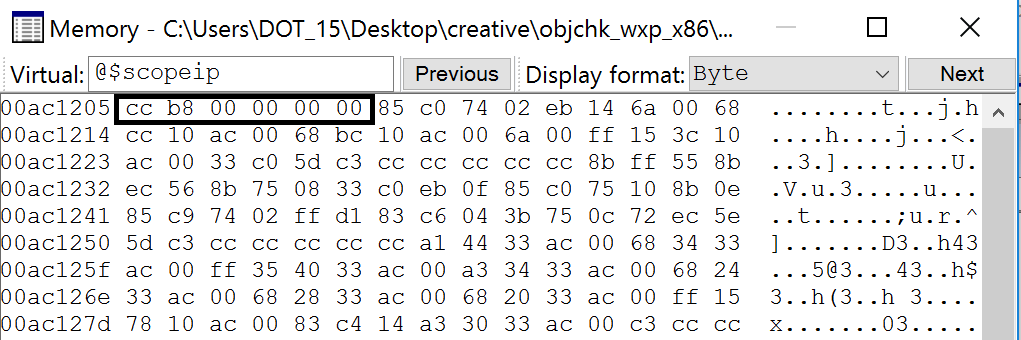 Memory - C:\Users\DOT_15\Desktop\creative\objchk_wxp_x86\...
Virtual: @$scopeip Previous Display format: Byte Next
00ac1205 cc b8 00 00 00 00 85 c0 74 02 eb 14 6a 00 68 ........t...j.h
00ac1214 cc 10 ac 00 68 bc 10 ac 00 6a 00 ff 15 3c 10 ....h....j...<.
00ac1223 ac 00 33 c0 5d c3 cc cc cc cc cc 8b ff 55 8b ..3.]........U.
00ac1232 ec 56 8b 75 08 33 c0 eb 0f 85 c0 75 10 8b 0e .V.u.3.....u...
00ac1241 85 c9 74 02 ff d1 83 c6 04 3b 75 0c 72 ec 5e ..t......;u.r.^
00ac1250 5d c3 cc cc cc cc cc a1 44 33 ac 00 68 34 33 ].......D3..h43
00ac125f ac 00 ff 35 40 33 ac 00 a3 34 33 ac 00 68 24 ...5@3...43..h$
00ac126e 33 ac 00 68 28 33 ac 00 68 20 33 ac 00 ff 15 3..h(3..h 3....
00ac127d 78 10 ac 00 83 c4 14 a3 30 33 ac 00 c3 cc cc x.......03.....